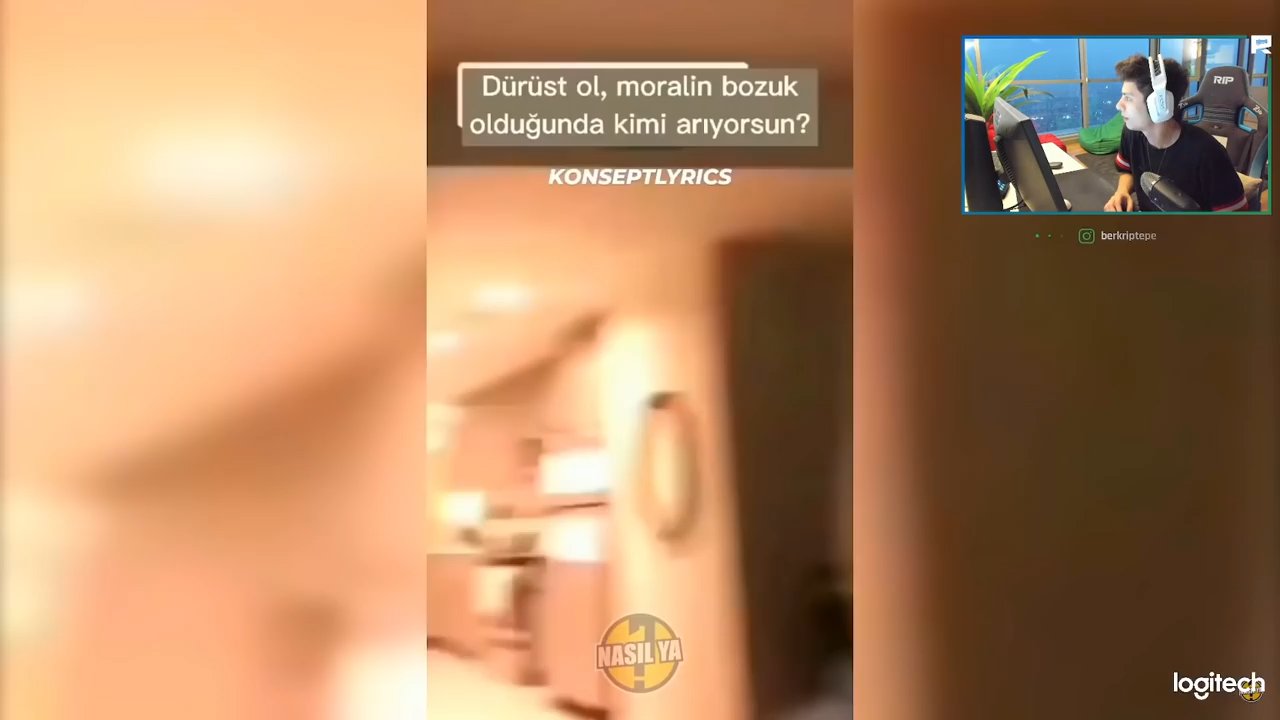 Dürüst ol, moralin bozuk
olduğunda kimi arıyorsun?
KONSEPTLYRICS
RIP
berkriptepe
NASIL YA
logitech